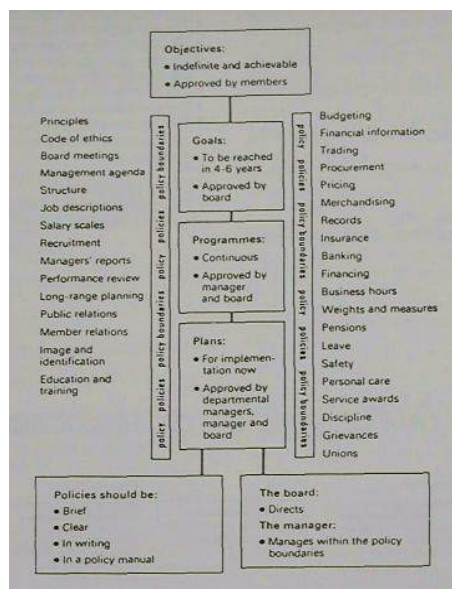 Objectives:
• Indefinite and achievable
• Approved by members
Principles
Code of ethics
Board meetings
Management agenda
Structure
Job descriptions
Salary scales
Recruitment
Managers' reports
Performance review
Long-range planning
Public relations
Member relations
Image and
identification
Education and
training
policy policies policy boundaries policy policies policy boundaries
Goals:
• To be reached
in 4-6 years
• Approved by
board
Programmes:
• Continuous
• Approved by
manager
and board
Plans:
• For implemen-
tation now
• Approved by
departmental
managers,
manager and
board
policy policies policy boundaries policy policies policy boundaries
Budgeting
Financial information
Trading
Procurement
Pricing
Merchandising
Records
Insurance
Banking
Financing
Business hours
Weights and measures
Pensions
Leave
Safety
Personal care
Service awards
Discipline
Grievances
Unions
Policies should be:
• Brief
• Clear
• In writing
• In a policy manual
The board:
• Directs
The manager:
• Manages within the policy
boundaries